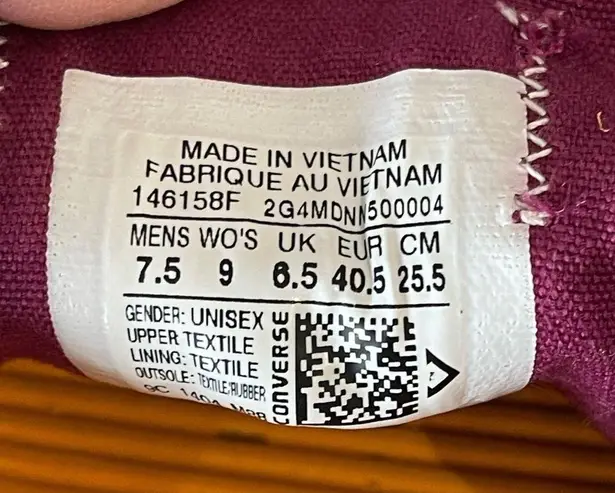 MADE IN VIETNAM
FABRIQUE AU VIETNAM
146158F 2G4MDNN500004
MENS WO'S UK EUR CM
7.5 9 6.5 40.5 25.5
GENDER: UNISEX
UPPER TEXTILE
LINING: TEXTILE
OUTSOLE: TEXTILE/RUBBER
1404
CONVERSE